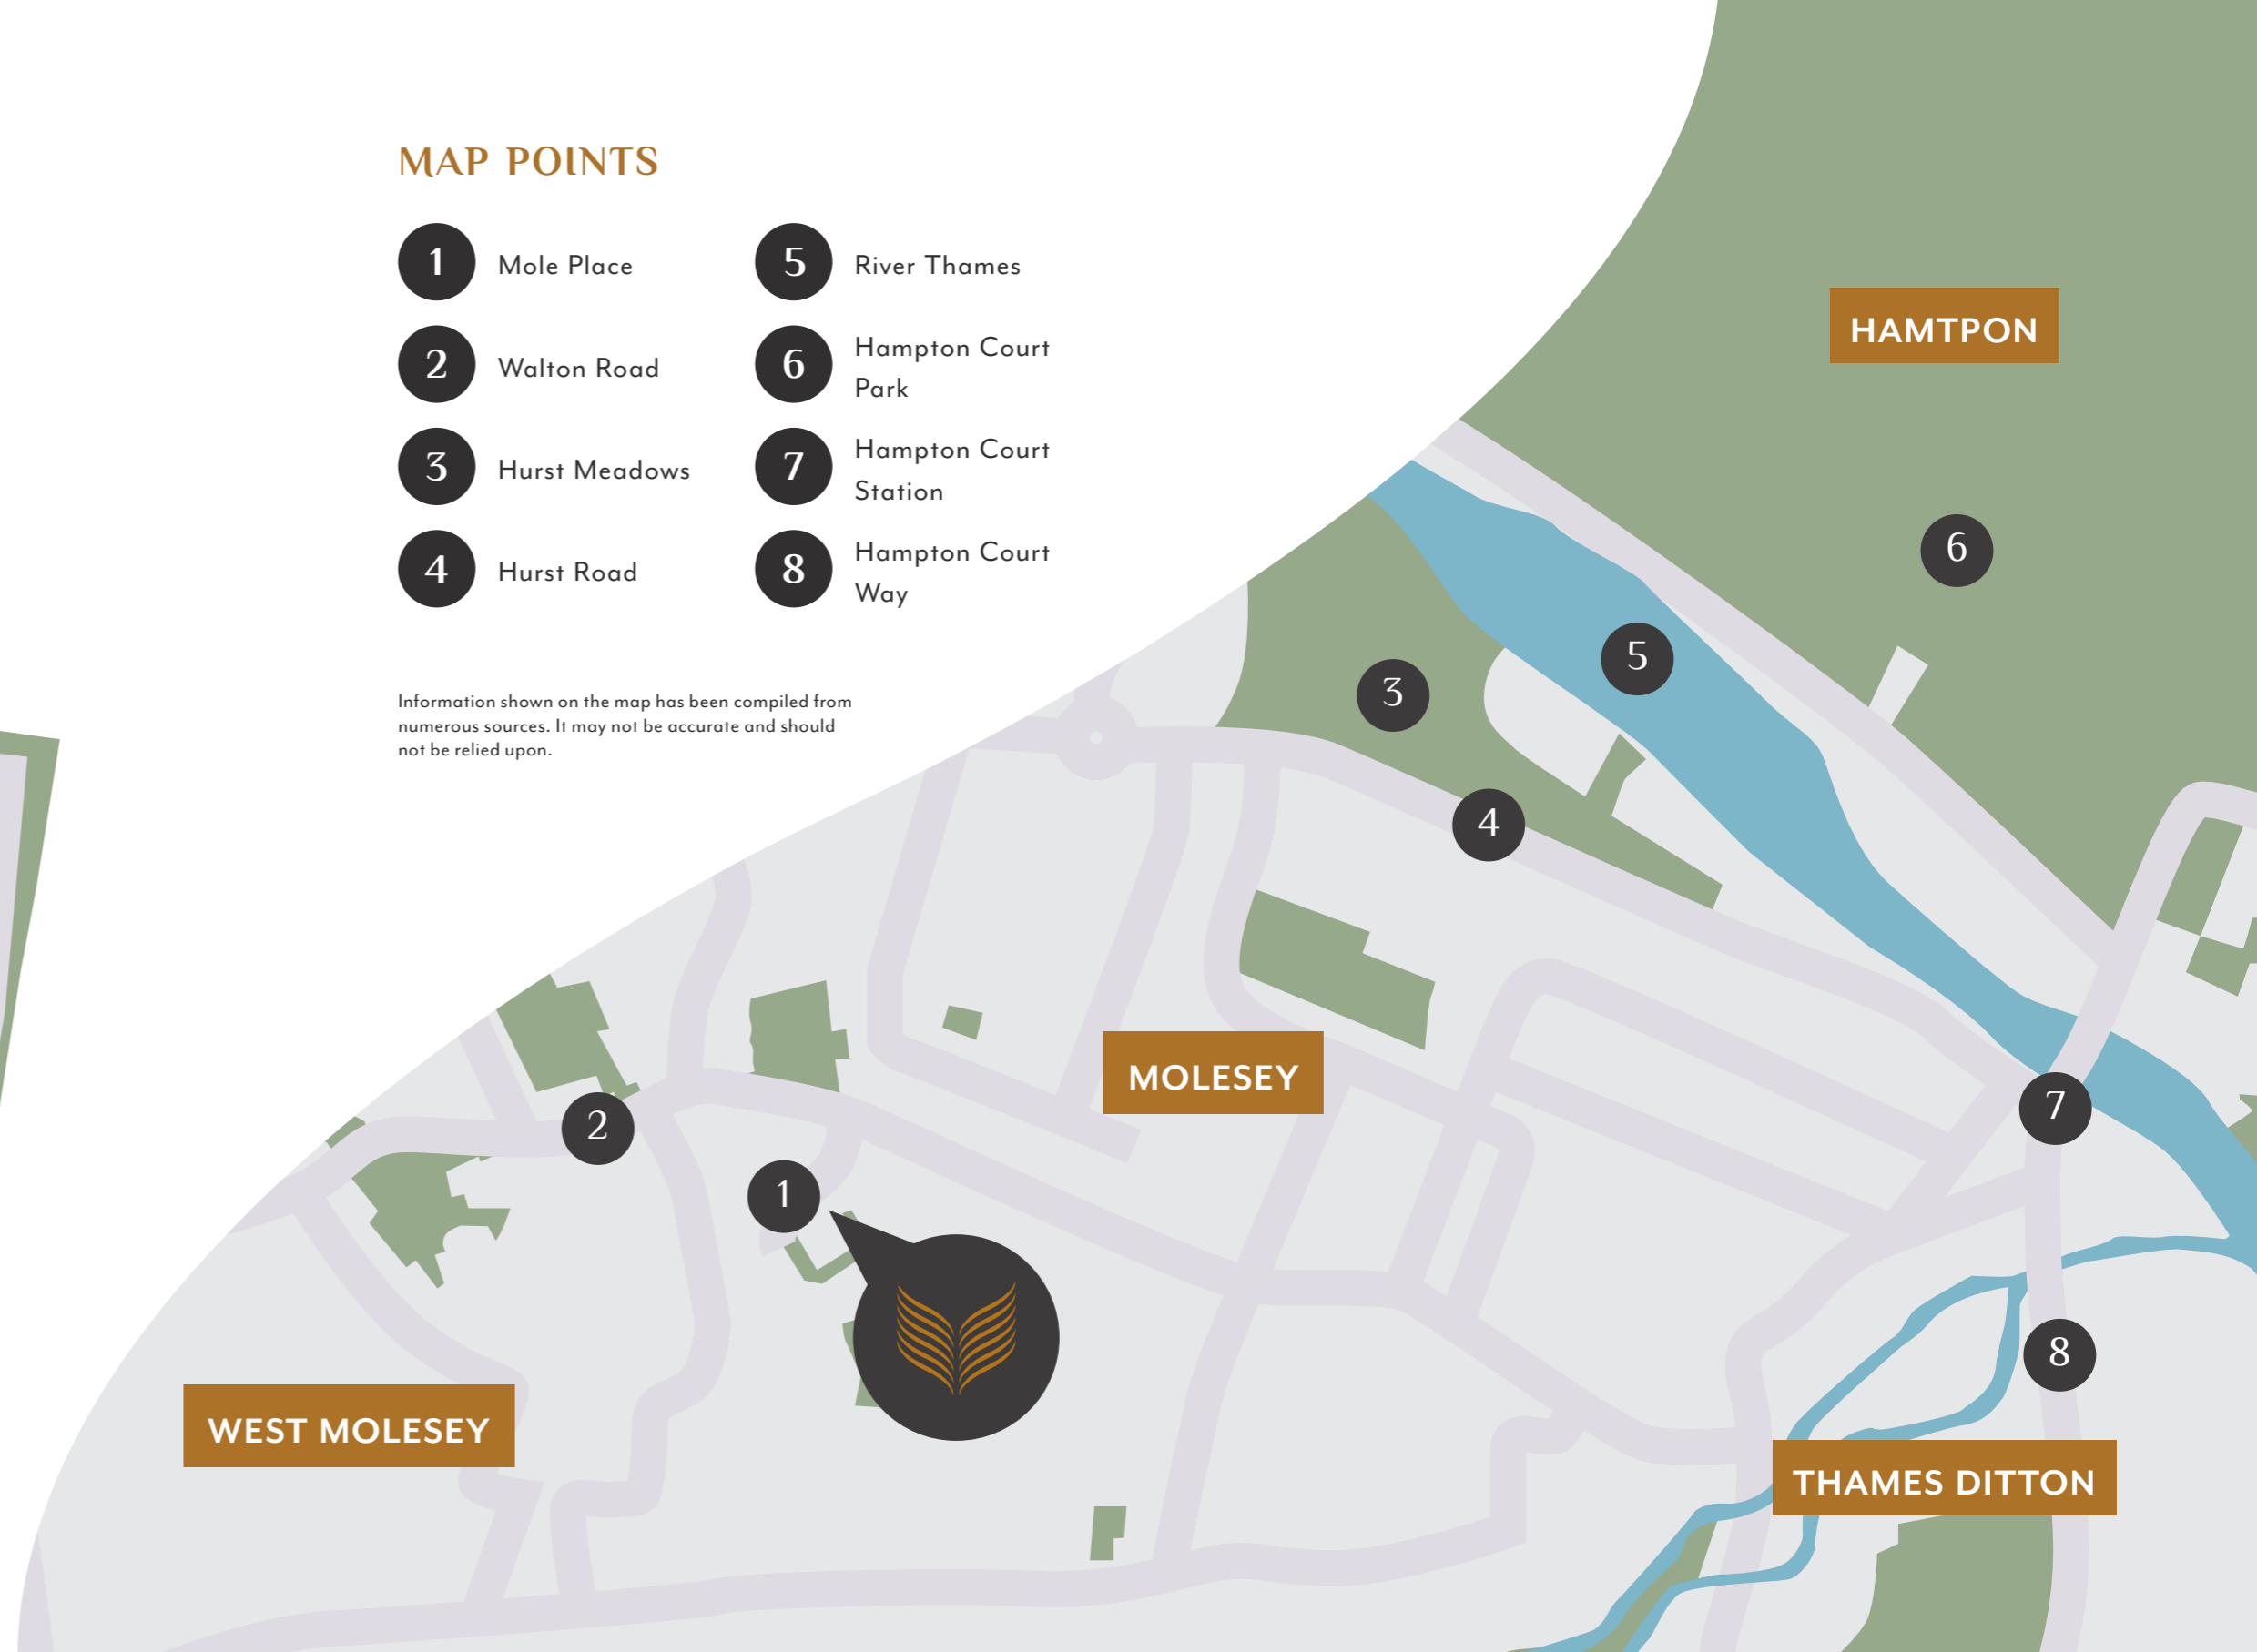 MAP POINTS
1 Mole Place
2 Walton Road
3 Hurst Meadows
4 Hurst Road
5 River Thames
6 Hampton Court
Park
7 Hampton Court
Station
8 Hampton Court
Way
Information shown on the map has been compiled from
numerous sources. It may not be accurate and should
not be relied upon.
HAMTPON
6
5
3
4
MOLESEY
7
2
1
8
WEST MOLESEY
THAMES DITTON